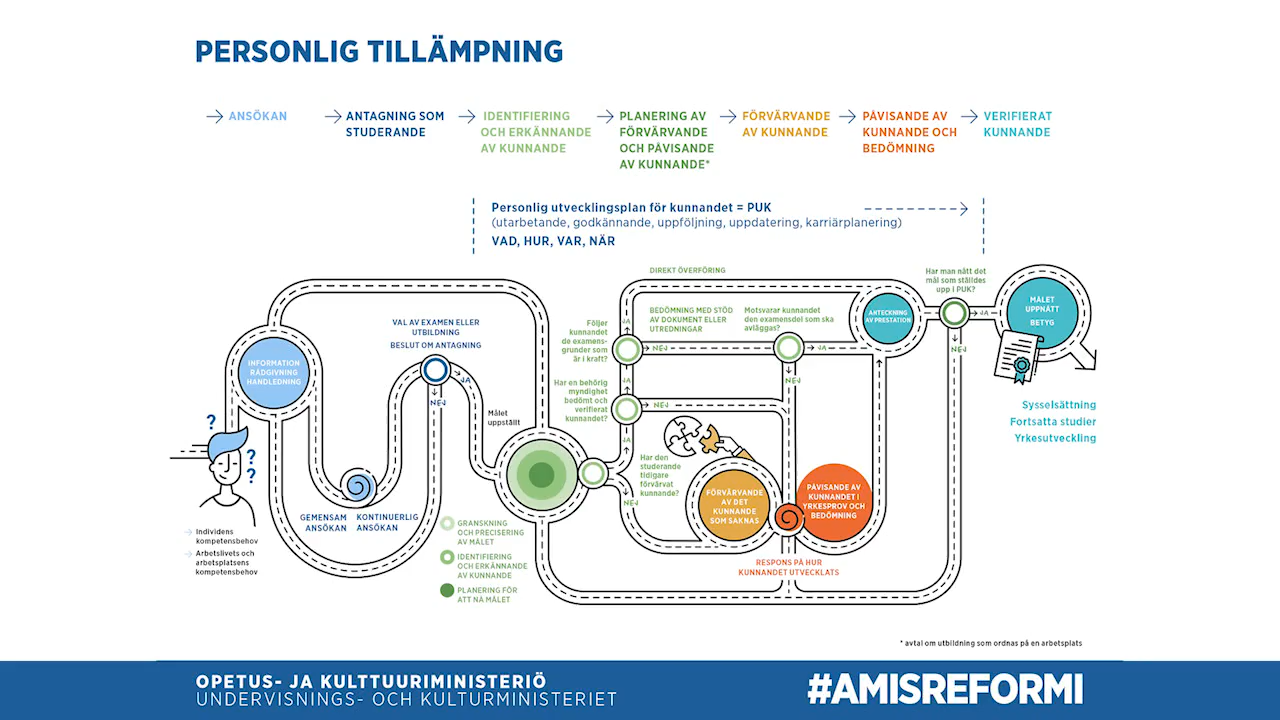 PERSONLIG TILLÄMPNING
ANSÖKAN
ANTAGNING SOM
STUDERANDE
IDENTIFIERING
OCH ERKÄNNANDE
AV KUNNANDE
PLANERING AV
FÖRVÄRVANDE
OCH PÅVISANDE
AV KUNNANDE*
FÖRVÄRVANDE
AV KUNNANDE
PÅVISANDE AV
KUNNANDE OCH
BEDÖMNING
VERIFIERAT
KUNNANDE
Personlig utvecklingsplan för kunnandet = PUK
(utarbetande, godkännande, uppföljning, uppdatering, karriärplanering)
VAD, HUR, VAR, NÄR
INFORMATION
RÅDGIVNING
HANDLEDNING
?
?
?
Individens
kompetensbehov
Arbetslivets och
arbetsplatsens
kompetensbehov
GEMENSAM
ANSÖKAN
KONTINUERLIG
ANSÖKAN
VAL AV EXAMEN ELLER
UTBILDNING
BESLUT OM ANTAGNING
JA
NEJ
Målet
uppställt
GRANSKNING
OCH PRECISERING
AV MÅLET
IDENTIFIERING
OCH ERKÄNNANDE
AV KUNNANDE
PLANERING FÖR
ATT NÅ MÅLET
Har den
studerande
tidigare
förvärvat
kunnande?
JA
NEJ
Har en behörig
myndighet
bedömt och
verifierat
kunnandet?
JA
NEJ
Följer
kunnandet
de examens-
grunder som
är i kraft?
JA
NEJ
DIREKT ÖVERFÖRING
BEDÖMNING MED STÖD
AV DOKUMENT ELLER
UTREDNINGAR
Motsvarar kunnandet
den examensdel som ska
avläggas?
JA
NEJ
FÖRVÄRVANDE
AV DET
KUNNANDE
SOM SAKNAS
PÅVISANDE AV
KUNNANDET I
YRKESPROV OCH
BEDÖMNING
RESPONS PÅ HUR
KUNNANDET UTVECKLATS
ANTECKNING
AV PRESTATION
Har man nått det
mål som ställdes
upp i PUK?
JA
NEJ
MÅLET
UPPNÅTT
BETYG
Sysselsättning
Fortsatta studier
Yrkesutveckling
* avtal om utbildning som ordnas på en arbetsplats
OPETUS- JA KULTTUURIMINISTERIÖ
UNDERVISNINGS- OCH KULTURMINISTERIET
#AMISREFORMI